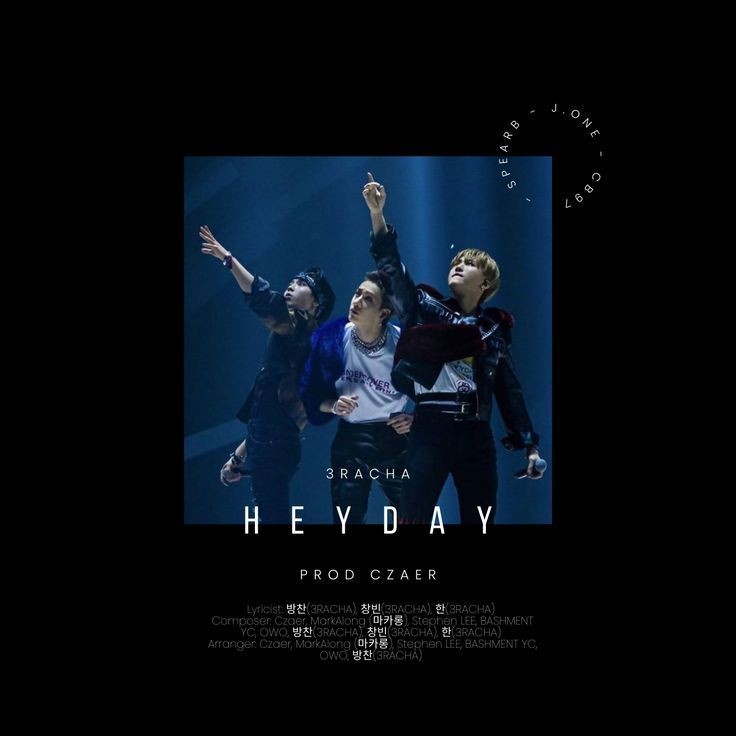 - SPEARB - J.ONE - CB97
3RACHA
HEYDAY
PROD CZAER
Lyricist: 방찬(3RACHA), 창빈(3RACHA), 한(3RACHA)
Composer: Czaer, MarkAlong (마카롱), Stephen LEE, BASHMENT
YC, OWO, 방찬(3RACHA), 창빈(3RACHA), 한(3RACHA)
Arranger: Czaer, MarkAlong (마카롱), Stephen LEE, BASHMENT YC,
OWO, 방찬(3RACHA)